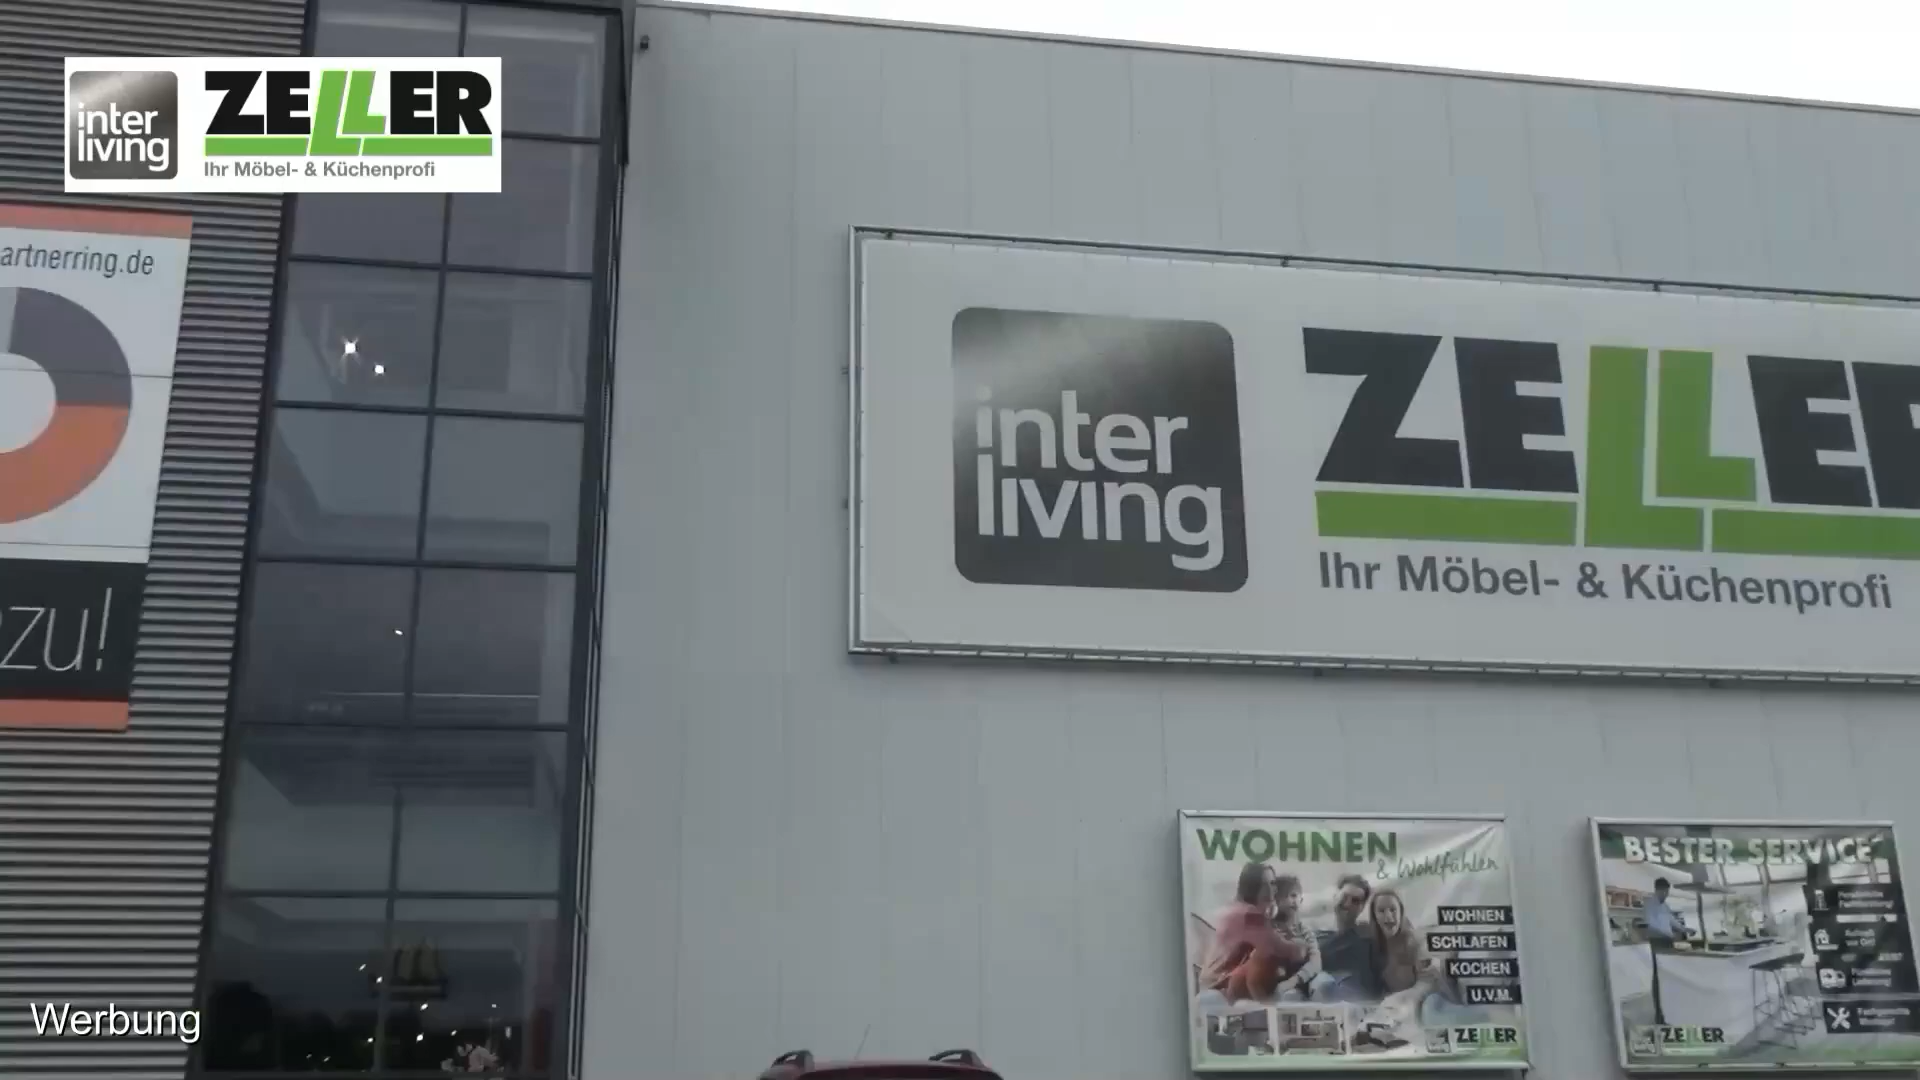 inter
living
ZELLER
Ihr Möbel- & Küchenprofi
artnerring.de
zu!
inter
living
ZELLER
Ihr Möbel- & Küchenprofi
WOHNEN
& Wohlfühlen
WOHNEN
SCHLAFEN
KOCHEN
U.V.M.
ZELLER
BESTER SERVICE
ZELLER
Werbung